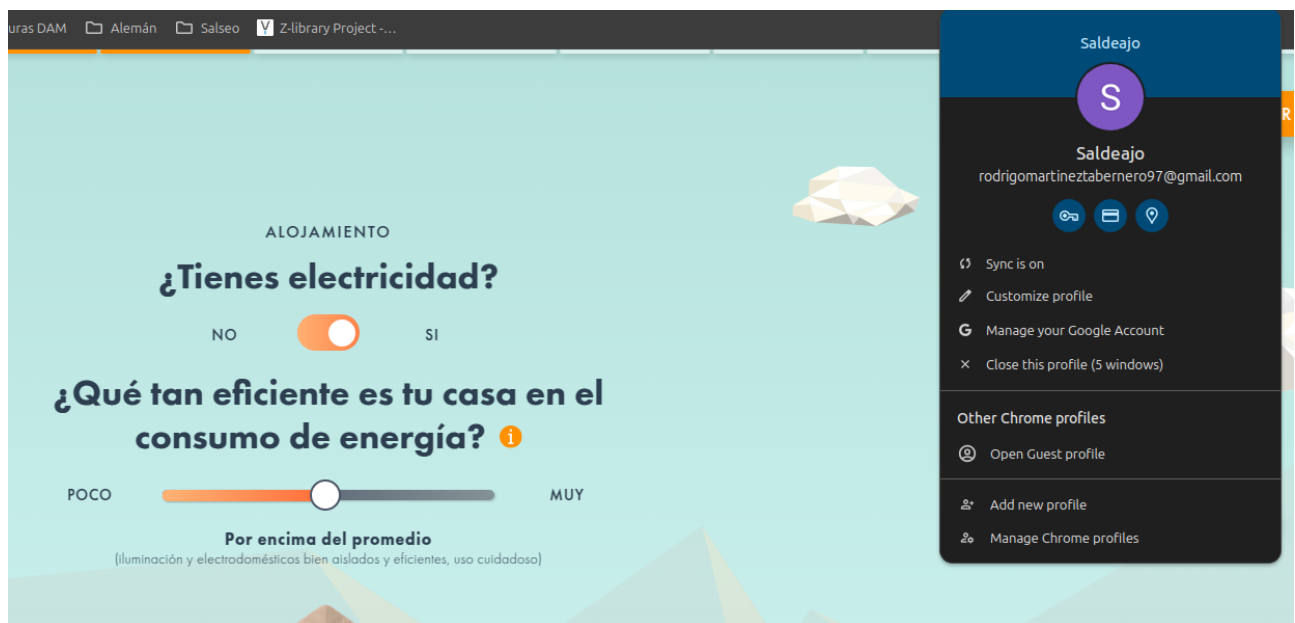 uras DAM Alemán Salseo Z-library Project -...
ALOJAMIENTO
¿Tienes electricidad?
NO SI
¿Qué tan eficiente es tu casa en el
consumo de energía? i
POCO MUY
Por encima del promedio
(iluminación y electrodomésticos bien aislados y eficientes, uso cuidadoso)
Saldeajo
S
Saldeajo
rodrigomartineztabernero97@gmail.com
Sync is on
Customize profile
G Manage your Google Account
Close this profile (5 windows)
Other Chrome profiles
Open Guest profile
Add new profile
Manage Chrome profiles
R